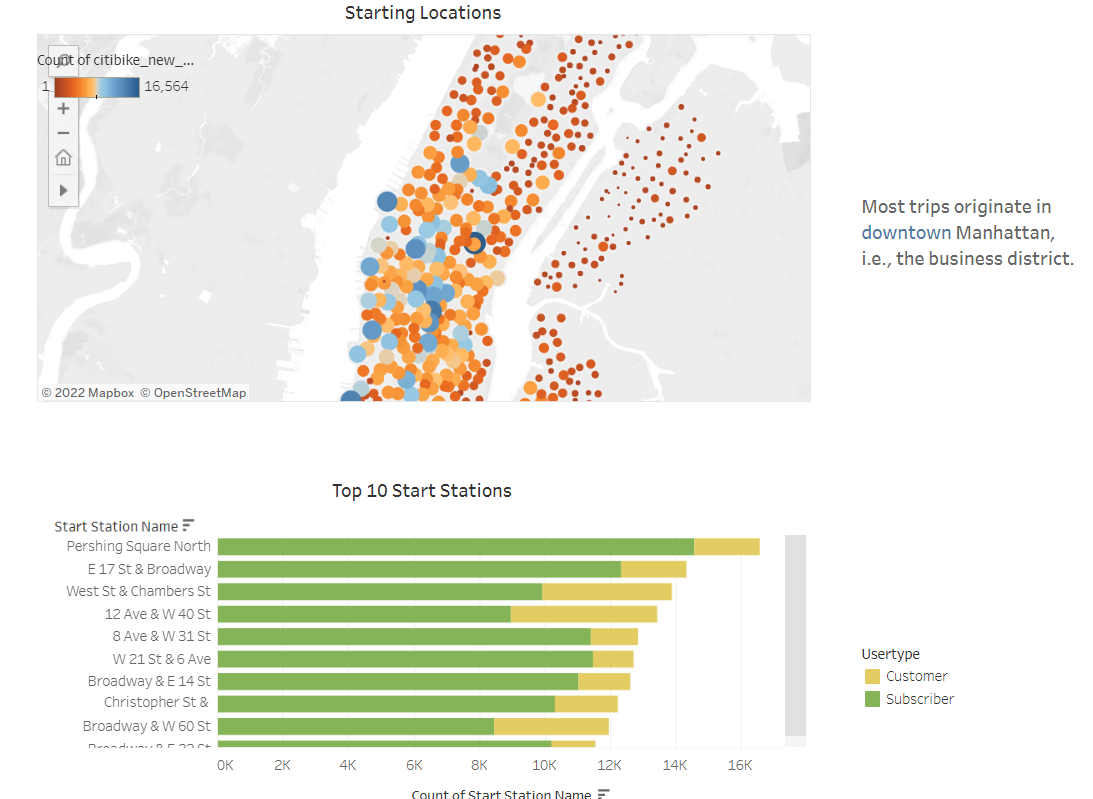 Starting Locations
Count of citibike_new_...
1
16,564
© 2022 Mapbox © OpenStreetMap
Most trips originate in
downtown Manhattan,
i.e., the business district.
Top 10 Start Stations
Start Station Name
Pershing Square North
E 17 St & Broadway
West St & Chambers St
12 Ave & W 40 St
8 Ave & W 31 St
W 21 St & 6 Ave
Broadway & E 14 St
Christopher St &
Broadway & W 60 St
Broadway & E 22 St
0K 2K 4K 6K 8K 10K 12K 14K 16K
Count of Start Station Name
Usertype
Customer
Subscriber